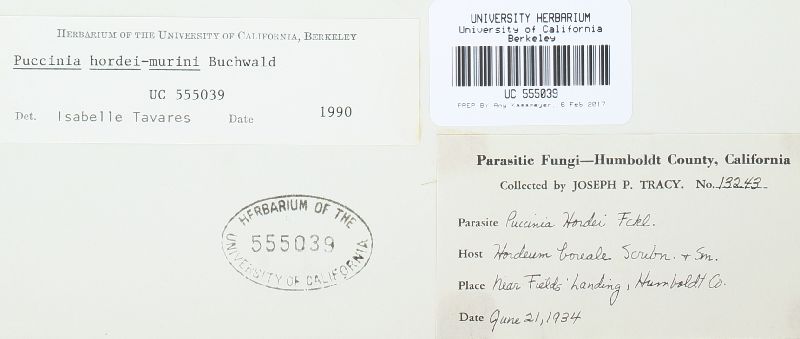 HERBARIUM OF THE UNIVERSITY OF CALIFORNIA, BERKELEY
Puccinia hordei-murini Buchwald
UC 555039
Det. Isabelle Tavares Date 1990
UNIVERSITY HERBARIUM
University of California
Berkeley
UC 555039
PREP By Any Kasameyer, 6 Feb 2017
HERBARIUM OF THE
555039
UNIVERSITY OF CALIFORNIA
Parasitic Fungi—Humboldt County, California
Collected by JOSEPH P. TRACY. No. 13243
Parasite Puccinia Hordei Fckl.
Host Hordeum boreale Scribn. + Sm.
Place Near Fields' Landing, Humboldt Co.
Date June 21, 1934